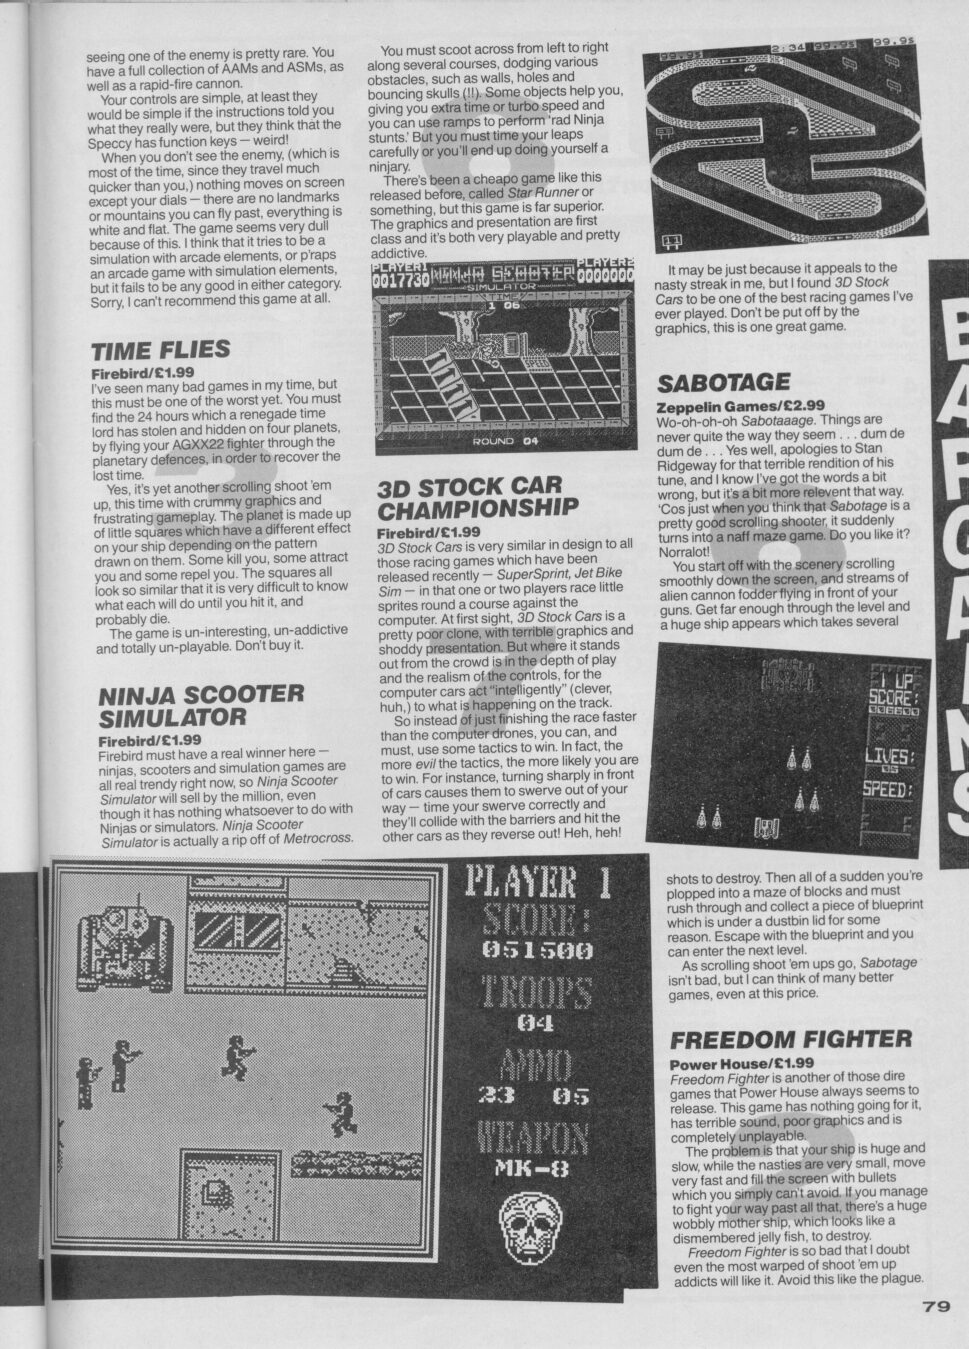 seeing one of the enemy is pretty rare. You
have a full collection of AAMs and ASMs, as
well as a rapid-fire cannon.
Your controls are simple, at least they
would be simple if the instructions told you
what they really were, but they think that the
Speccy has function keys — weird!
When you don't see the enemy, (which is
most of the time, since they travel much
quicker than you,) nothing moves on screen
except your dials — there are no landmarks
or mountains you can fly past, everything is
white and flat. The game seems very dull
because of this. I think that it tries to be a
simulation with arcade elements, or p'raps
an arcade game with simulation elements,
but it fails to be any good in either category.
Sorry, I can't recommend this game at all.
TIME FLIES
Firebird/£1.99
I've seen many bad games in my time, but
this must be one of the worst yet. You must
find the 24 hours which a renegade time
lord has stolen and hidden on four planets,
by flying your AGXX22 fighter through the
planetary defences, in order to recover the
lost time.
Yes, it's yet another scrolling shoot 'em
up, this time with crummy graphics and
frustrating gameplay. The planet is made up
of little squares which have a different effect
on your ship depending on the pattern
drawn on them. Some kill you, some attract
you and some repel you. The squares all
look so similar that it is very difficult to know
what each will do until you hit it, and
probably die.
The game is un-interesting, un-addictive
and totally un-playable. Don't buy it.
3
NINJA SCOOTER
SIMULATOR
Firebird/£1.99
Firebird must have a real winner here —
ninjas, scooters and simulation games are
all real trendy right now, so Ninja Scooter
Simulator will sell by the million, even
though it has nothing whatsoever to do with
Ninjas or simulators. Ninja Scooter
Simulator is actually a rip off of Metrocross.
You must scoot across from left to right
along several courses, dodging various
obstacles, such as walls, holes and
bouncing skulls (!!). Some objects help you,
giving you extra time or turbo speed and
you can use ramps to perform 'rad Ninja
stunts.' But you must time your leaps
carefully or you'll end up doing yourself a
ninjary.
There's been a cheapo game like this
released before, called Star Runner or
something, but this game is far superior.
The graphics and presentation are first
class and it's both very playable and pretty
addictive.
PLAYER1 NINJA SCOOTER PLAYER2
0017730 SIMULATOR 0000000
TIME
1 06
SPEED
ROUND 04
3D STOCK CAR
CHAMPIONSHIP
Firebird/£1.99
3D Stock Cars is very similar in design to all
those racing games which have been
released recently — SuperSprint, Jet Bike
Sim — in that one or two players race little
sprites round a course against the
computer. At first sight, 3D Stock Cars is a
pretty poor clone, with terrible graphics and
shoddy presentation. But where it stands
out from the crowd is in the depth of play
and the realism of the controls, for the
computer cars act "intelligently" (clever,
huh,) to what is happening on the track.
So instead of just finishing the race faster
than the computer drones, you can, and
must, use some tactics to win. In fact, the
more evil the tactics, the more likely you are
to win. For instance, turning sharply in front
of cars causes them to swerve out of your
way — time your swerve correctly and
they'll collide with the barriers and hit the
other cars as they reverse out! Heh, heh!
7
99.9s 2:34 99.9s 99.9s
11
It may be just because it appeals to the
nasty streak in me, but I found 3D Stock
Cars to be one of the best racing games I've
ever played. Don't be put off by the
graphics, this is one great game.
SABOTAGE
Zeppelin Games/£2.99
Wo-oh-oh-oh Sabotaaage. Things are
never quite the way they seem . . . dum de
dum de . . . Yes well, apologies to Stan
Ridgeway for that terrible rendition of his
tune, and I know I've got the words a bit
wrong, but it's a bit more relevent that way.
'Cos just when you think that Sabotage is a
pretty good scrolling shooter, it suddenly
turns into a naff maze game. Do you like it?
Norralot!
You start off with the scenery scrolling
smoothly down the screen, and streams of
alien cannon fodder flying in front of your
guns. Get far enough through the level and
a huge ship appears which takes several
1 UP
SCORE:
006600
LIVES:
05
SPEED:
shots to destroy. Then all of a sudden you're
plopped into a maze of blocks and must
rush through and collect a piece of blueprint
which is under a dustbin lid for some
reason. Escape with the blueprint and you
can enter the next level.
As scrolling shoot 'em ups go, Sabotage
isn't bad, but I can think of many better
games, even at this price.
FREEDOM FIGHTER
Power House/£1.99
Freedom Fighter is another of those dire
games that Power House always seems to
release. This game has nothing going for it,
has terrible sound, poor graphics and is
completely unplayable.
The problem is that your ship is huge and
slow, while the nasties are very small, move
very fast and fill the screen with bullets
which you simply can't avoid. If you manage
to fight your way past all that, there's a huge
wobbly mother ship, which looks like a
dismembered jelly fish, to destroy.
Freedom Fighter is so bad that I doubt
even the most warped of shoot 'em up
addicts will like it. Avoid this like the plague.
2
PLAYER 1
SCORE:
051500
TROOPS
04
AMMO
23 05
WEAPON
MK-8
BARGAINS
79